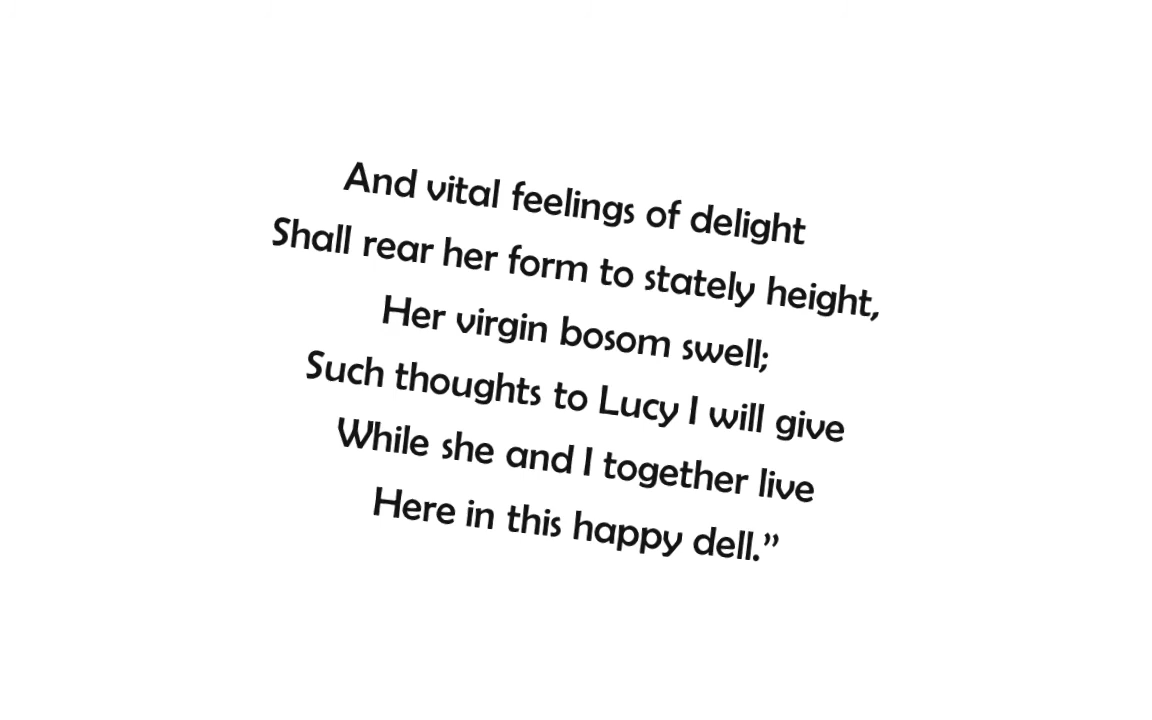 And vital feelings of delight
Shall rear her form to stately height,
Her virgin bosom swell;
Such thoughts to Lucy I will give
While she and I together live
Here in this happy dell.”